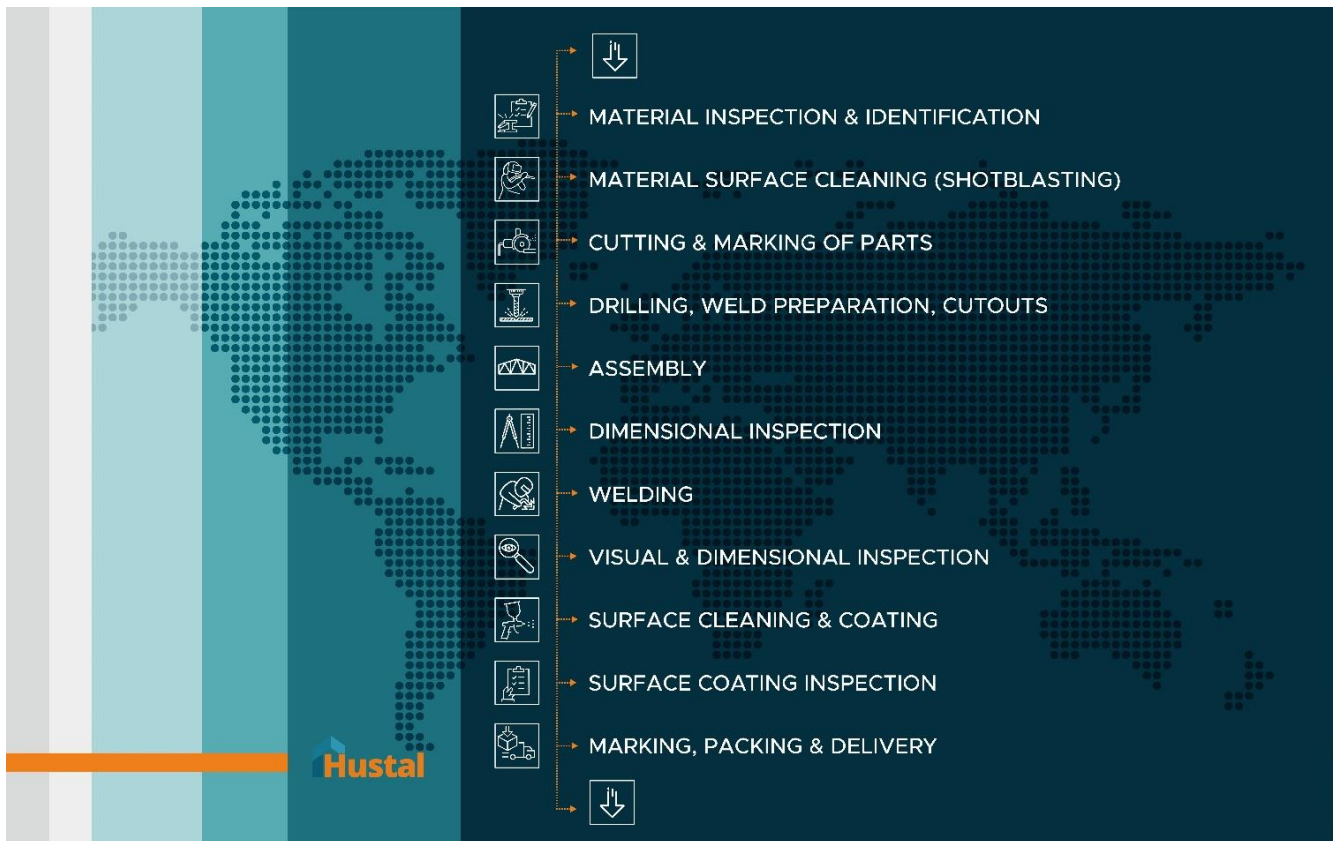 MATERIAL INSPECTION & IDENTIFICATION
MATERIAL SURFACE CLEANING (SHOTBLASTING)
CUTTING & MARKING OF PARTS
DRILLING, WELD PREPARATION, CUTOUTS
ASSEMBLY
DIMENSIONAL INSPECTION
WELDING
VISUAL & DIMENSIONAL INSPECTION
SURFACE CLEANING & COATING
SURFACE COATING INSPECTION
MARKING, PACKING & DELIVERY
Hustal